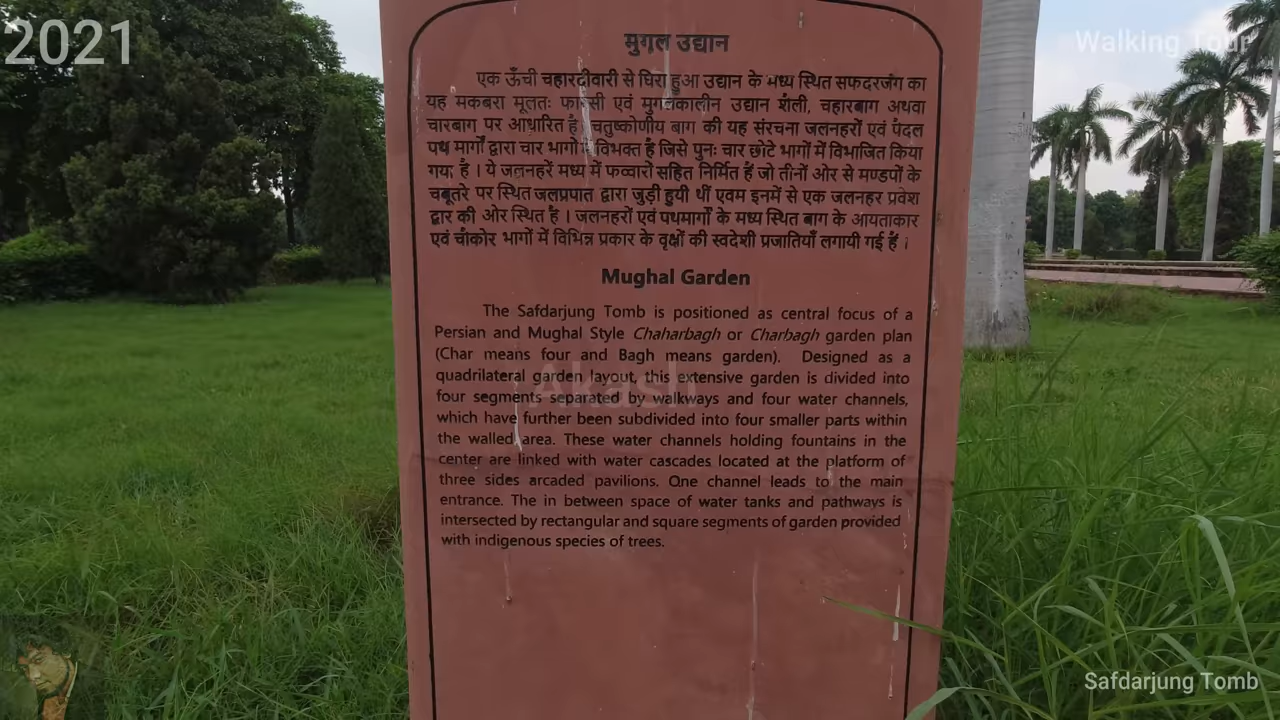 2021
Walking Tour
मुगल उद्यान
एक ऊँची चहारदीवारी से घिरा हुआ उद्यान के मध्य स्थित सफदरजंग का
यह मकबरा मूलतः फारसी एवं मुगलकालीन उद्यान शैली, चहारबाग अथवा
चारबाग पर आधारित है। चतुष्कोणीय बाग की यह संरचना जलनहरों एवं पैदल
पथ मार्गों द्वारा चार भागों में विभक्त है जिसे पुनः चार छोटे भागों में विभाजित किया
गया है । ये जलनहरें मध्य में फव्वारों सहित निर्मित हैं जो तीनों ओर से मण्डपों के
चबूतरे पर स्थित जलप्रपात द्वारा जुड़ी हुयी थीं एवम इनमें से एक जलनहर प्रवेश
द्वार की ओर स्थित है । जलनहरों एवं पथमार्गों के मध्य स्थित बाग के आयताकार
एवं चौकोर भागों में विभिन्न प्रकार के वृक्षों की स्वदेशी प्रजातियाँ लगायी गई हैं ।
Mughal Garden
The Safdarjung Tomb is positioned as central focus of a
Persian and Mughal Style Chaharbagh or Charbagh garden plan
(Char means four and Bagh means garden). Designed as a
quadrilateral garden layout, this extensive garden is divided into
four segments separated by walkways and four water channels,
which have further been subdivided into four smaller parts within
the walled area. These water channels holding fountains in the
center are linked with water cascades located at the platform of
three sides arcaded pavilions. One channel leads to the main
entrance. The in between space of water tanks and pathways is
intersected by rectangular and square segments of garden provided
with indigenous species of trees.
Akash
Safdarjung Tomb